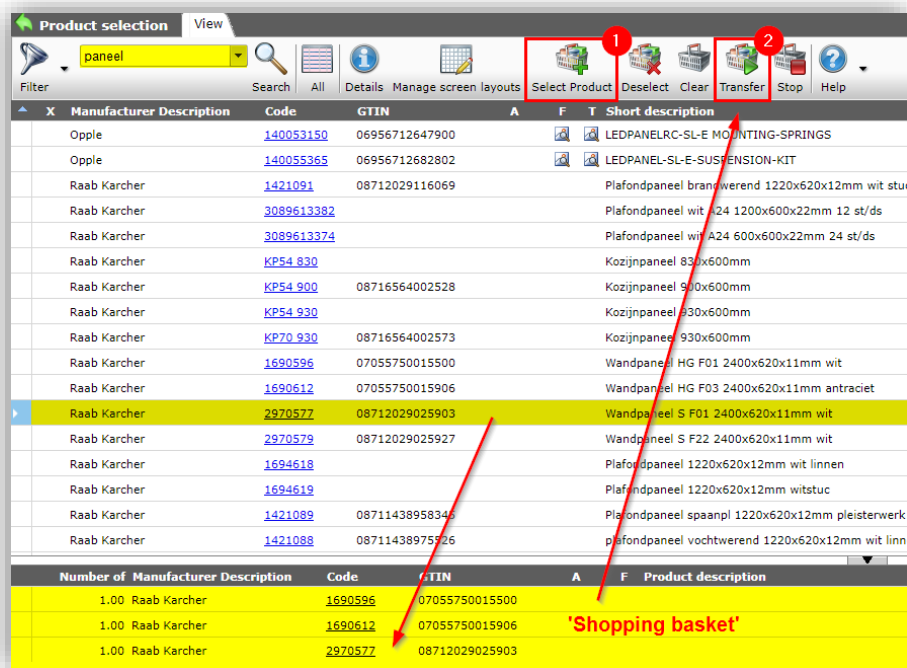 Product selection View
paneel
1
2
Filter Search All Details Manage screen layouts Select Product Deselect Clear Transfer Stop Help
X Manufacturer Description Code GTIN A F T Short description
Opple 140053150 06956712647900 LEDPANELRC-SL-E MOUNTING-SPRINGS
Opple 140055365 06956712682802 LEDPANEL-SL-E-SUSPENSION-KIT
Raab Karcher 1421091 08712029116069 Plafondpaneel brandwerend 1220x620x12mm wit stuc
Raab Karcher 3089613382 Plafondpaneel wit A24 1200x600x22mm 12 st/ds
Raab Karcher 3089613374 Plafondpaneel wit A24 600x600x22mm 24 st/ds
Raab Karcher KP54 830 Kozijnpaneel 830x600mm
Raab Karcher KP54 900 08716564002528 Kozijnpaneel 900x600mm
Raab Karcher KP54 930 Kozijnpaneel 930x600mm
Raab Karcher KP70 930 08716564002573 Kozijnpaneel 930x600mm
Raab Karcher 1690596 07055750015500 Wandpaneel HG F01 2400x620x11mm wit
Raab Karcher 1690612 07055750015906 Wandpaneel HG F03 2400x620x11mm antraciet
Raab Karcher 2970577 08712029025903 Wandpaneel S F01 2400x620x11mm wit
Raab Karcher 2970579 08712029025927 Wandpaneel S F22 2400x620x11mm wit
Raab Karcher 1694618 Plafondpaneel 1220x620x12mm wit linnen
Raab Karcher 1694619 Plafondpaneel 1220x620x12mm witstuc
Raab Karcher 1421089 08711438958346 Plafondpaneel spaanpl 1220x620x12mm pleisterwerk
Raab Karcher 1421088 08711438975526 plafondpaneel vochtwerend 1220x620x12mm wit linn
Number of Manufacturer Description Code GTIN A F Product description
1.00 Raab Karcher 1690596 07055750015500
1.00 Raab Karcher 1690612 07055750015906
'Shopping basket'
1.00 Raab Karcher 2970577 08712029025903